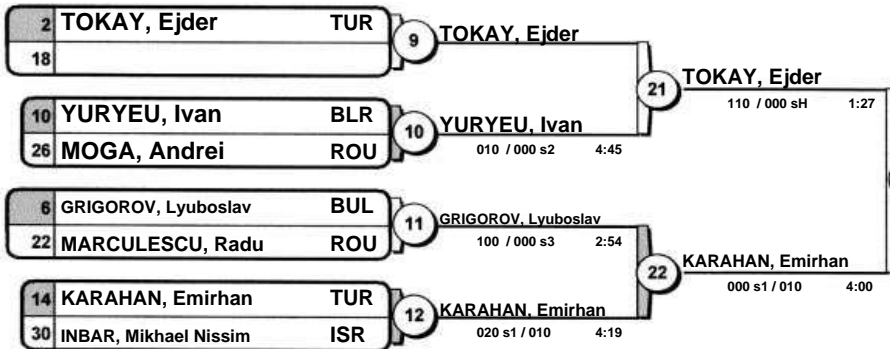 2 TOKAY, Ejder TUR
18
9 TOKAY, Ejder
10 YURYEU, Ivan BLR
26 MOGA, Andrei ROU
10 YURYEU, Ivan
010 / 000 s2 4:45
21 TOKAY, Ejder
110 / 000 sH 1:27
6 GRIGOROV, Lyuboslav BUL
22 MARCULESCU, Radu ROU
11 GRIGOROV, Lyuboslav
100 / 000 s3 2:54
14 KARAHAN, Emirhan TUR
30 INBAR, Mikhael Nissim ISR
12 KARAHAN, Emirhan
020 s1 / 010 4:19
22 KARAHAN, Emirhan
000 s1 / 010 4:00